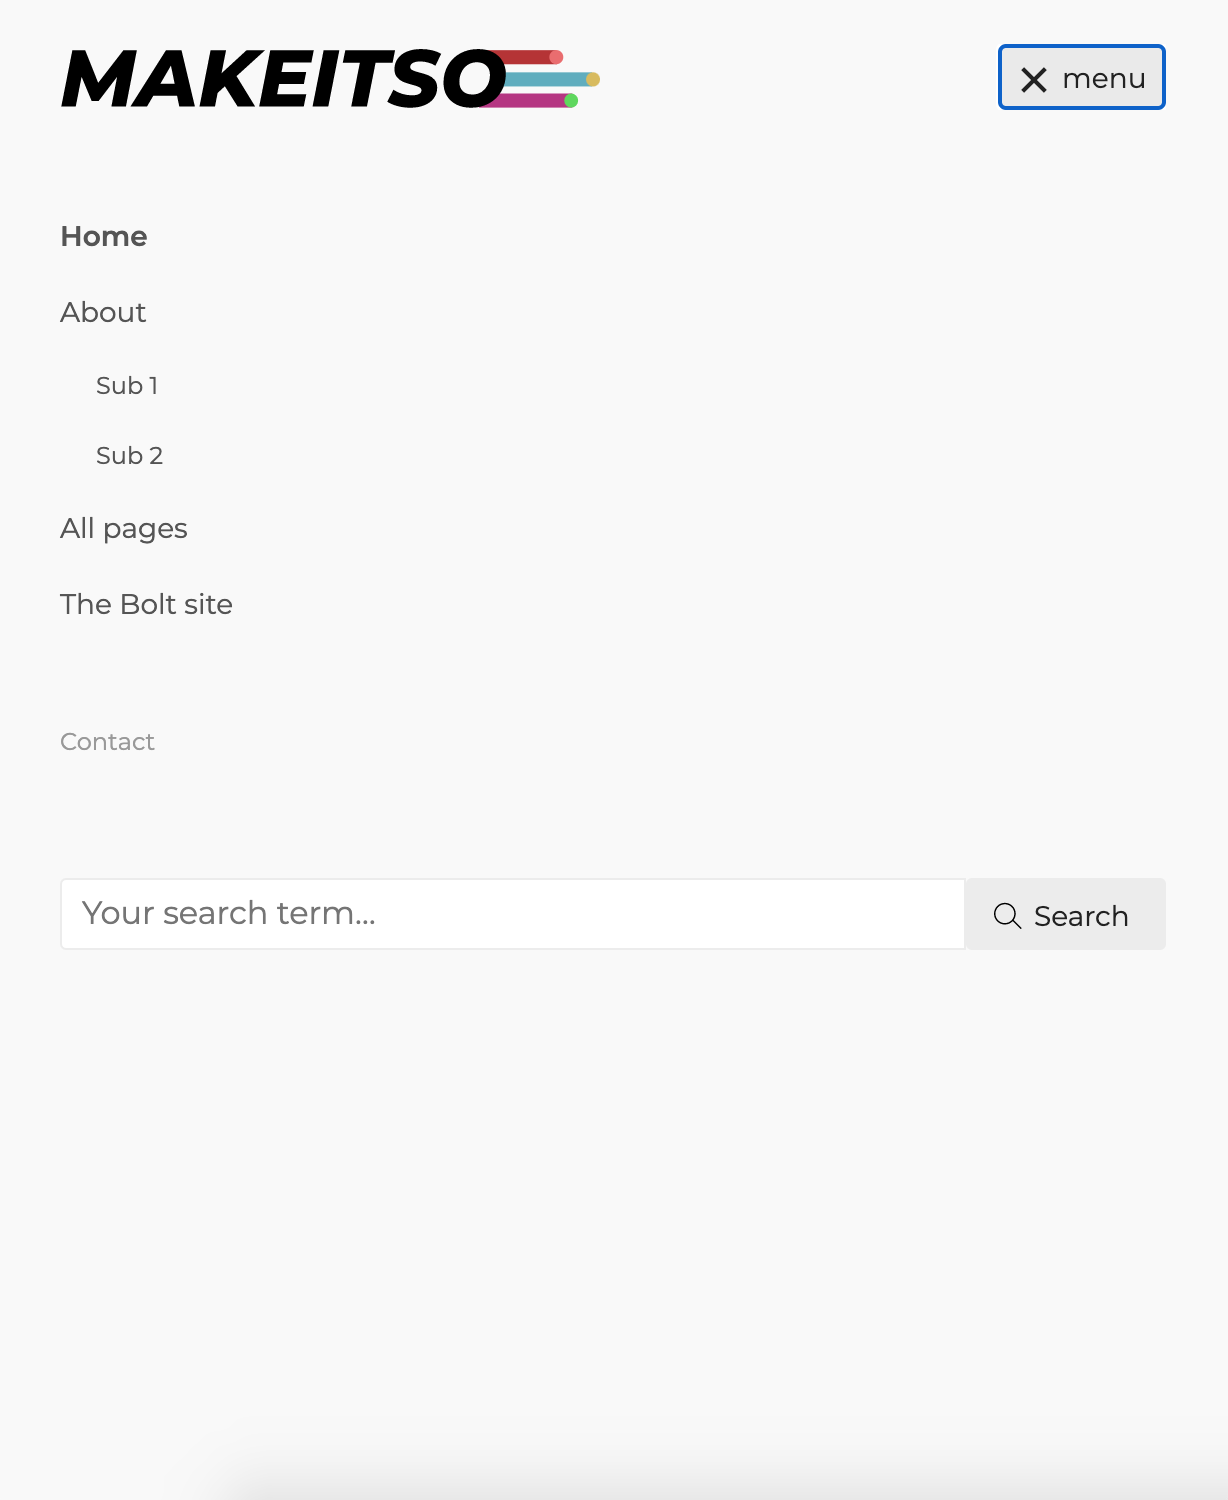 MAKEITSO
menu
Home
About
Sub 1
Sub 2
All pages
The Bolt site
Contact
Your search term...
Search